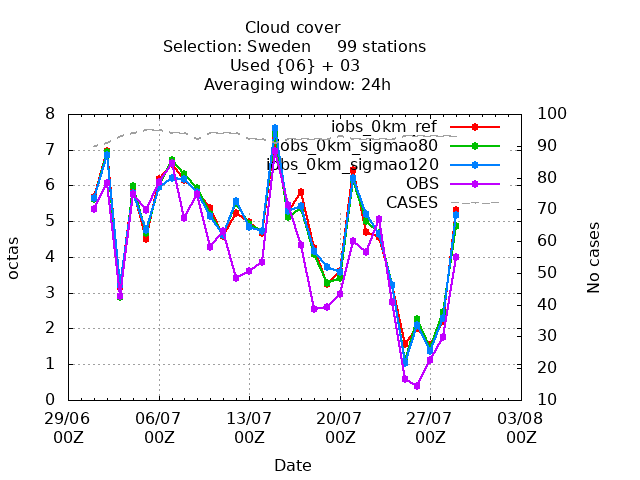 Cloud cover
Selection: Sweden 99 stations
Used {06} + 03
Averaging window: 24h
8 100
iobs_0km_ref
7 90
iobs_0km_sigmao80
iobs_0km_sigmao120
6 80
OBS
CASES
5 70
4 60
3 50
2 40
1 30
0 20
10
octas
No cases
29/06 06/07 13/07 20/07 27/07 03/08
00Z 00Z 00Z 00Z 00Z 00Z
Date